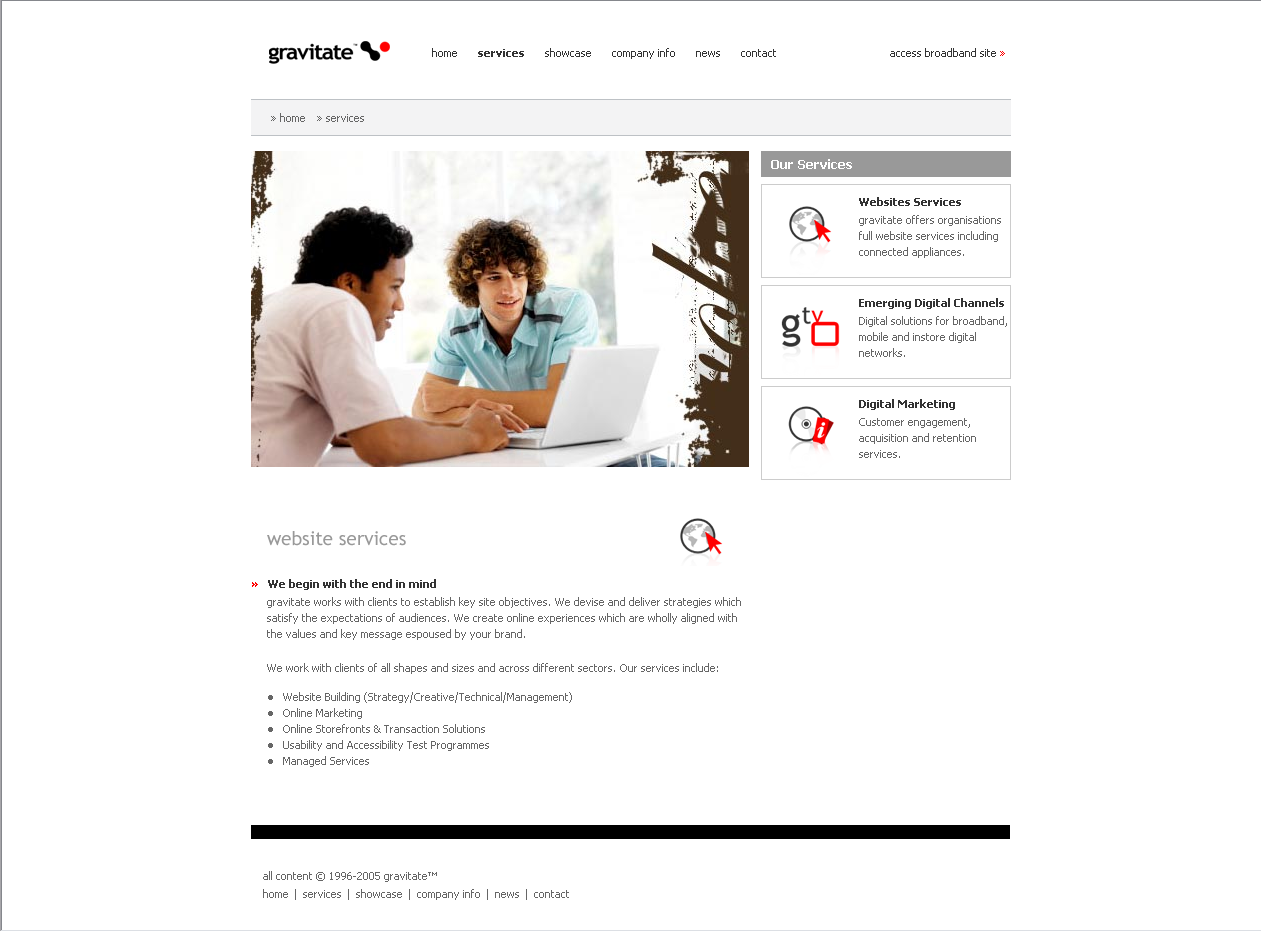 gravitate™ home services showcase company info news contact access broadband site »
» home » services
Our Services
Websites Services
gravitate offers organisations
full website services including
connected appliances.
gtv
Emerging Digital Channels
Digital solutions for broadband,
mobile and instore digital
networks.
i
Digital Marketing
Customer engagement,
acquisition and retention
services.
website services
» We begin with the end in mind
gravitate works with clients to establish key site objectives. We devise and deliver strategies which
satisfy the expectations of audiences. We create online experiences which are wholly aligned with
the values and key message espoused by your brand.
We work with clients of all shapes and sizes and across different sectors. Our services include:
• Website Building (Strategy/Creative/Technical/Management)
• Online Marketing
• Online Storefronts & Transaction Solutions
• Usability and Accessibility Test Programmes
• Managed Services
all content © 1996-2005 gravitate™
home | services | showcase | company info | news | contact